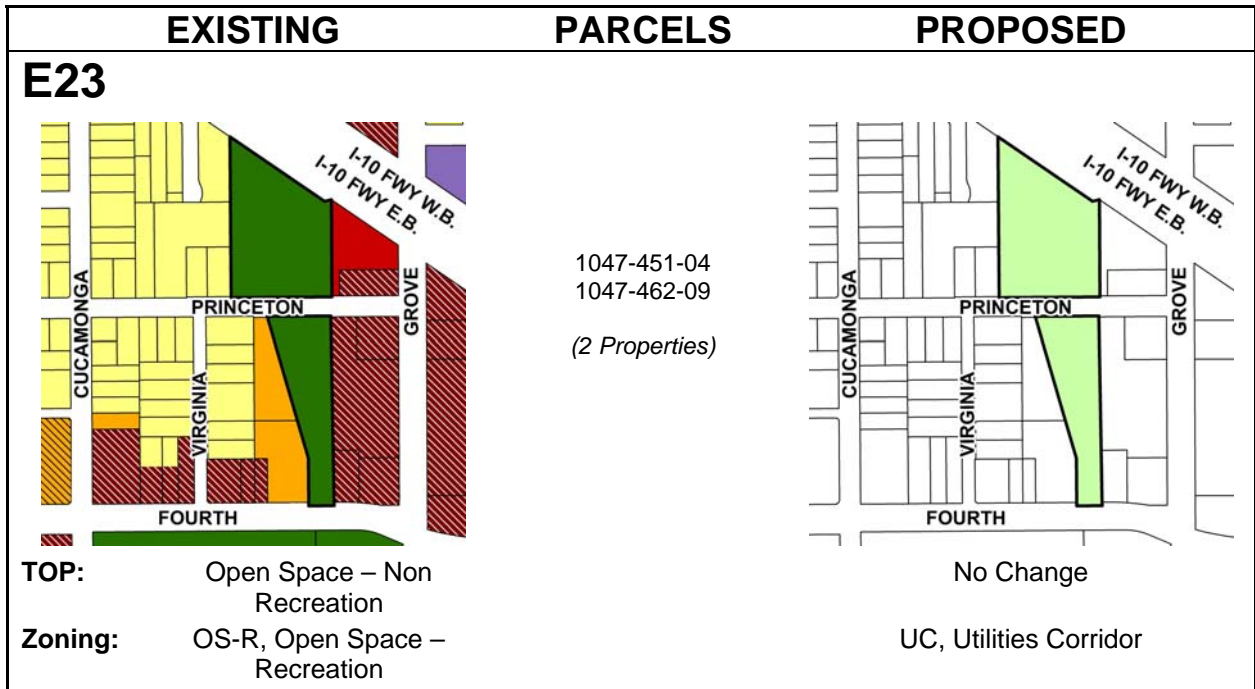 EXISTING PARCELS PROPOSED
E23
I-10 FWY W.B.
I-10 FWY E.B.
CUCAMONGA
PRINCETON
GROVE
VIRGINIA
FOURTH
1047-451-04
1047-462-09
(2 Properties)
I-10 FWY W.B.
I-10 FWY E.B.
CUCAMONGA
PRINCETON
GROVE
VIRGINIA
FOURTH
TOP: Open Space – Non
Recreation
No Change
Zoning: OS-R, Open Space –
Recreation
UC, Utilities Corridor